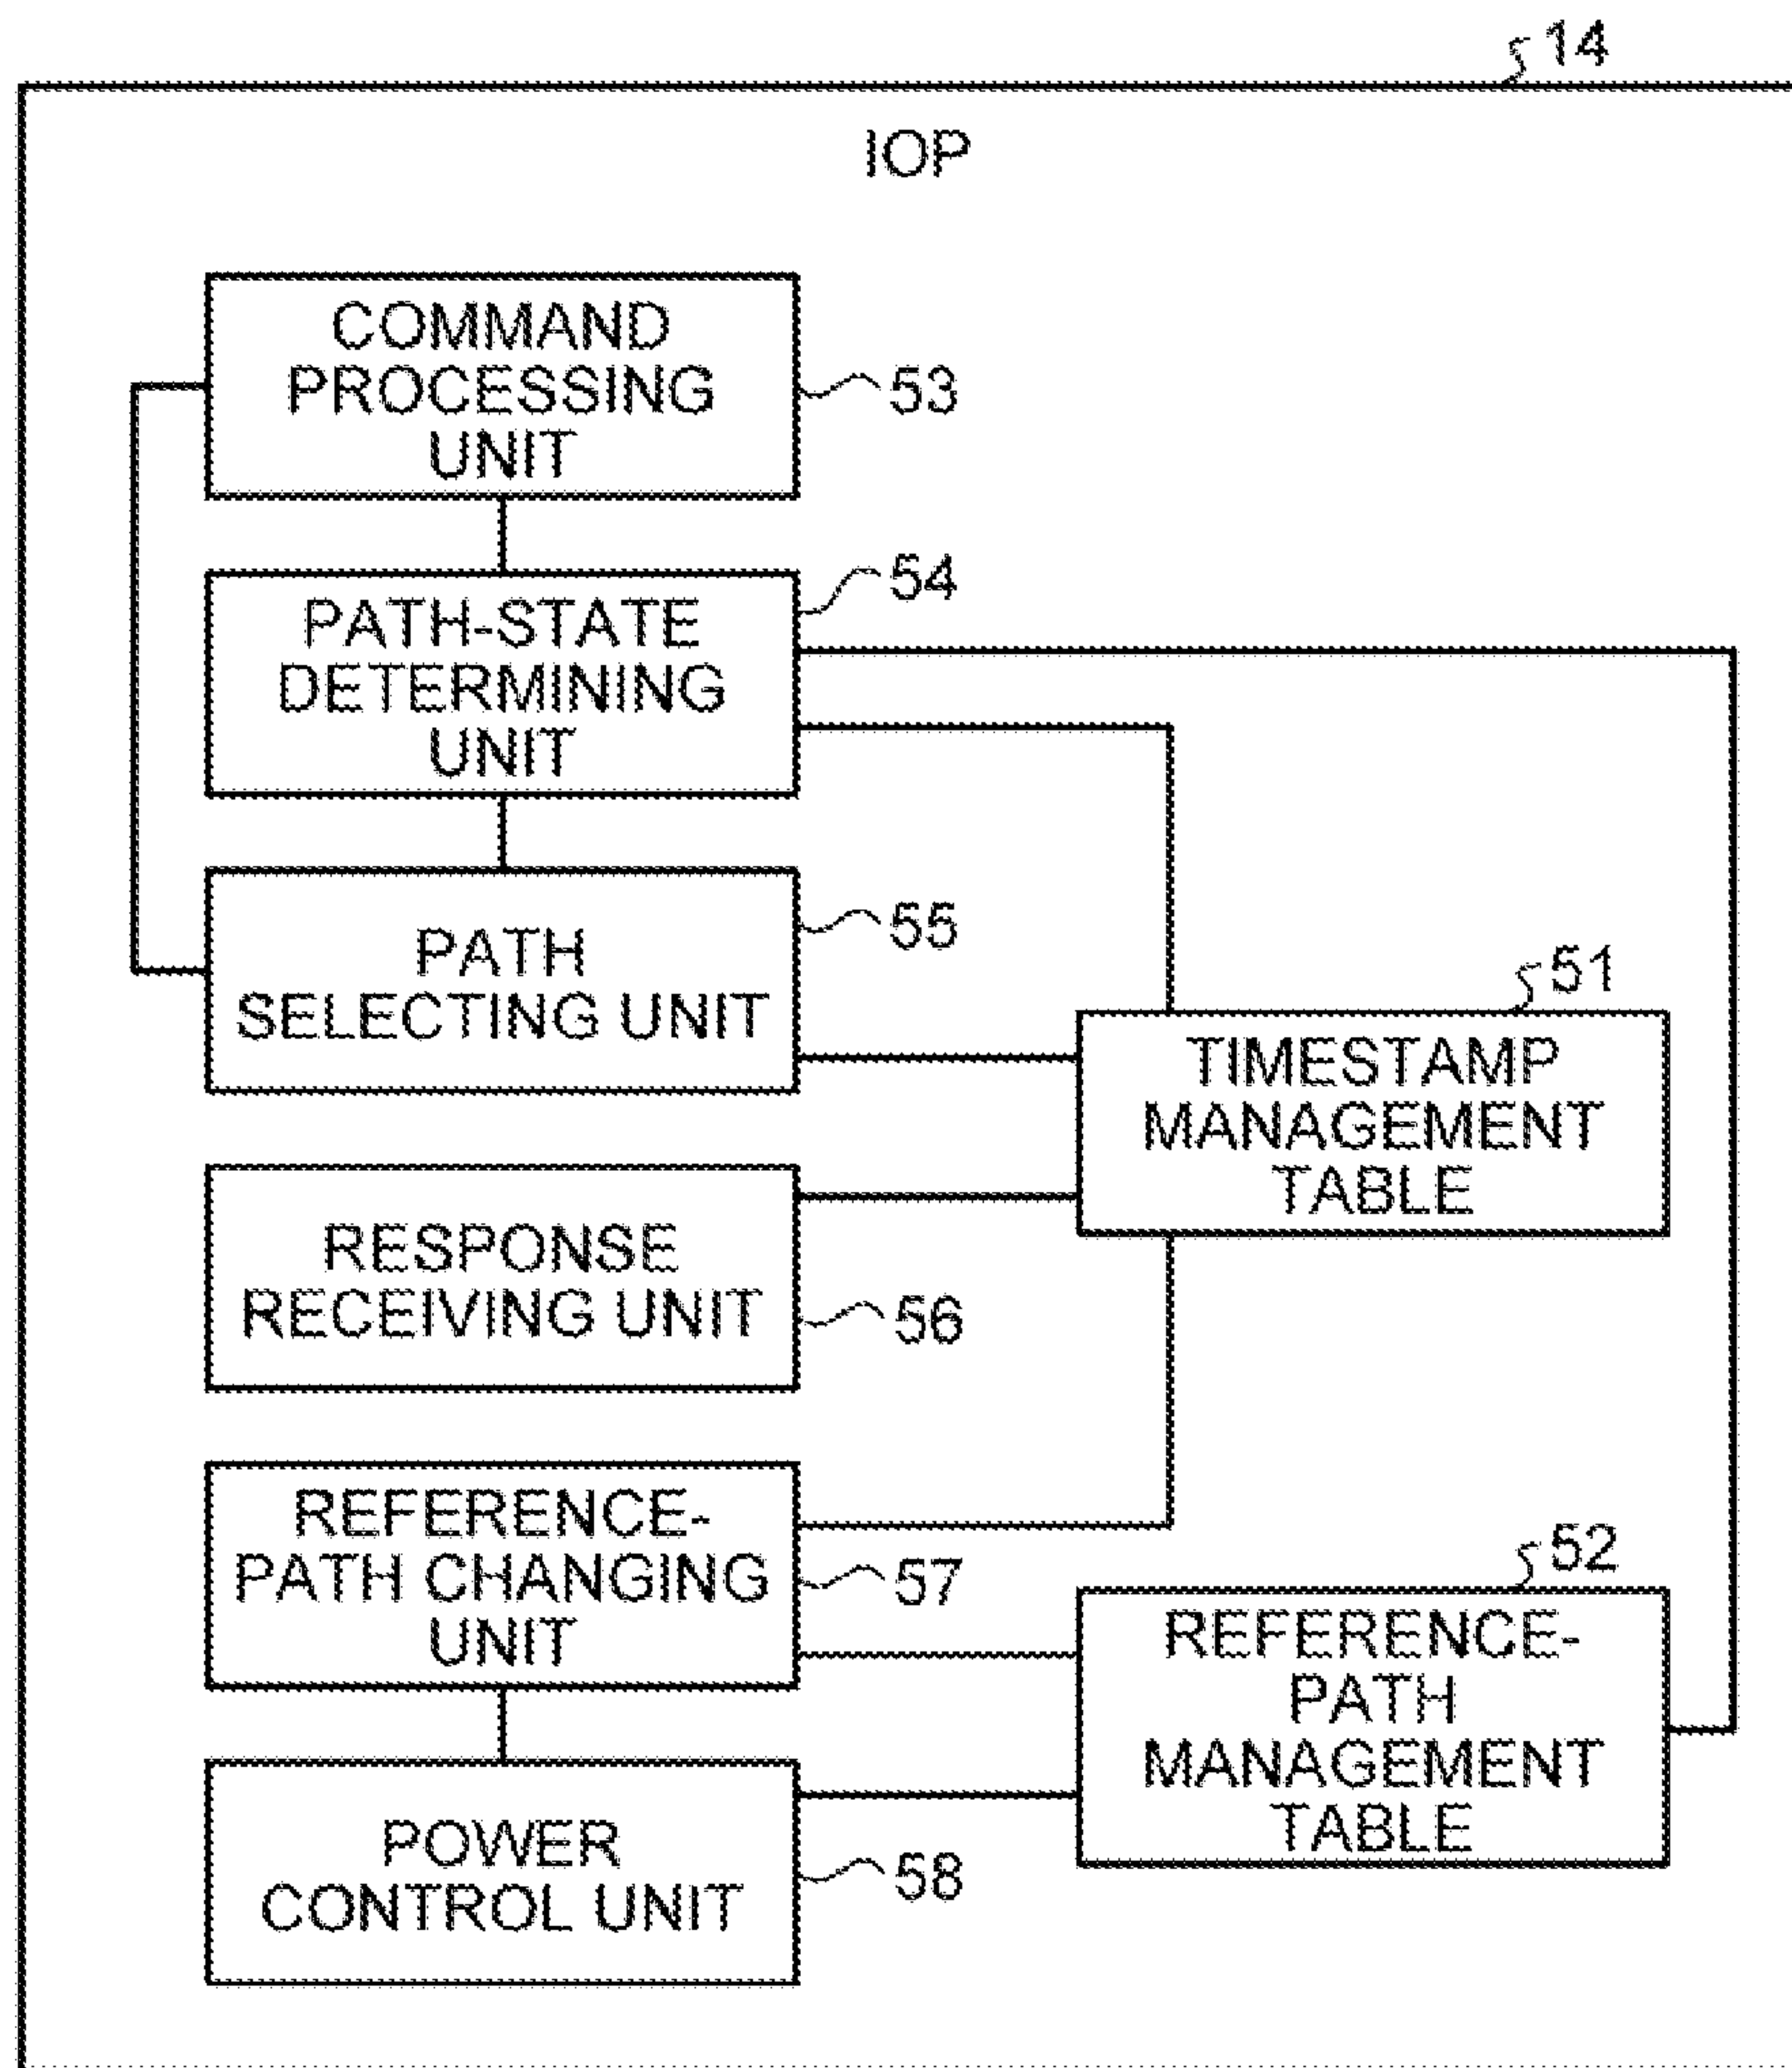 14
IOP
COMMAND
PROCESSING
UNIT
53
PATH-STATE
DETERMINING
UNIT
54
PATH
SELECTING UNIT
55
TIMESTAMP
MANAGEMENT
TABLE
51
RESPONSE
RECEIVING UNIT
56
REFERENCE-
PATH CHANGING
UNIT
57
REFERENCE-
PATH
MANAGEMENT
TABLE
52
POWER
CONTROL UNIT
58